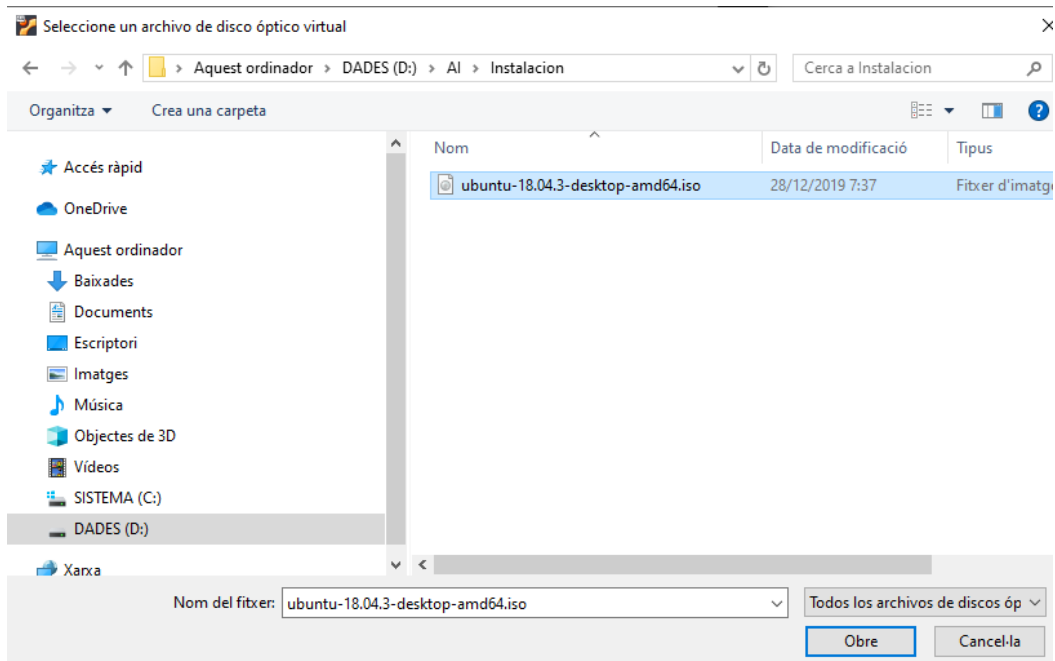 Seleccione un archivo de disco óptico virtual
Aquest ordinador > DADES (D:) > AI > Instalacion
Cerca a Instalacion
Organitza
Crea una carpeta
Nom
Data de modificació
Tipus
Accés ràpid
OneDrive
Aquest ordinador
Baixades
Documents
Escriptori
Imatges
Música
Objectes de 3D
Vídeos
SISTEMA (C:)
DADES (D:)
Xarxa
ubuntu-18.04.3-desktop-amd64.iso
28/12/2019 7:37
Fitxer d'imatg
Nom del fitxer:
ubuntu-18.04.3-desktop-amd64.iso
Todos los archivos de discos óp
Obre
Cancel·la